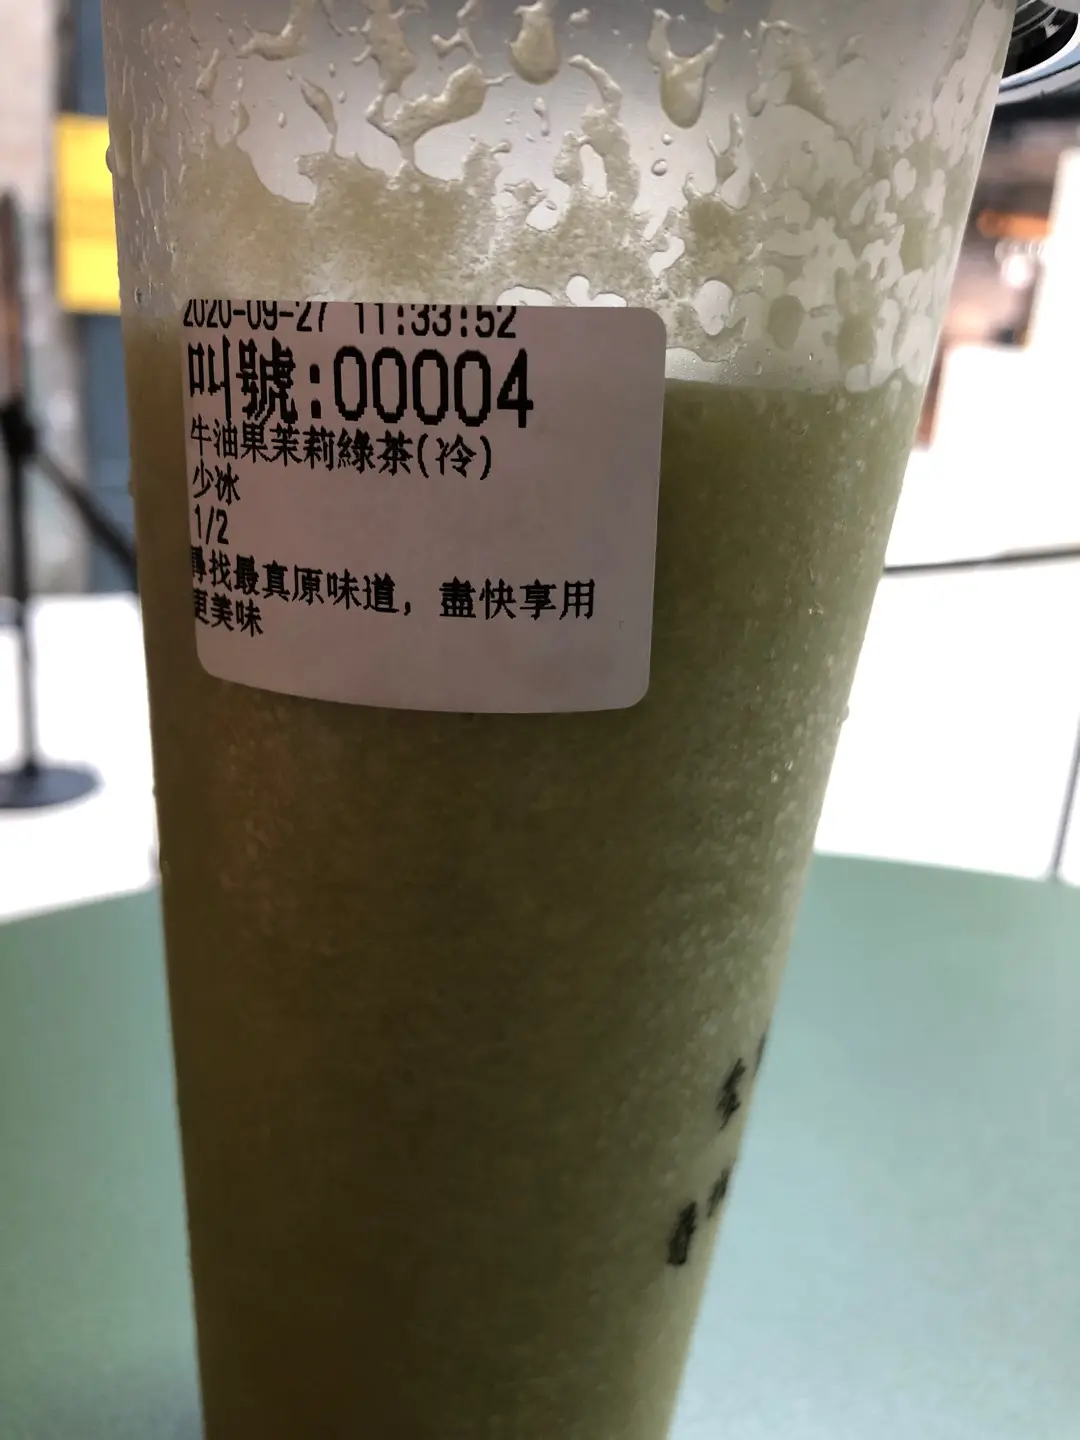 2020-09-27 11:33:52
叫號:00004
牛油果茉莉綠茶(冷)
少冰
1/2
尋找最真原味道，盡快享用
更美味